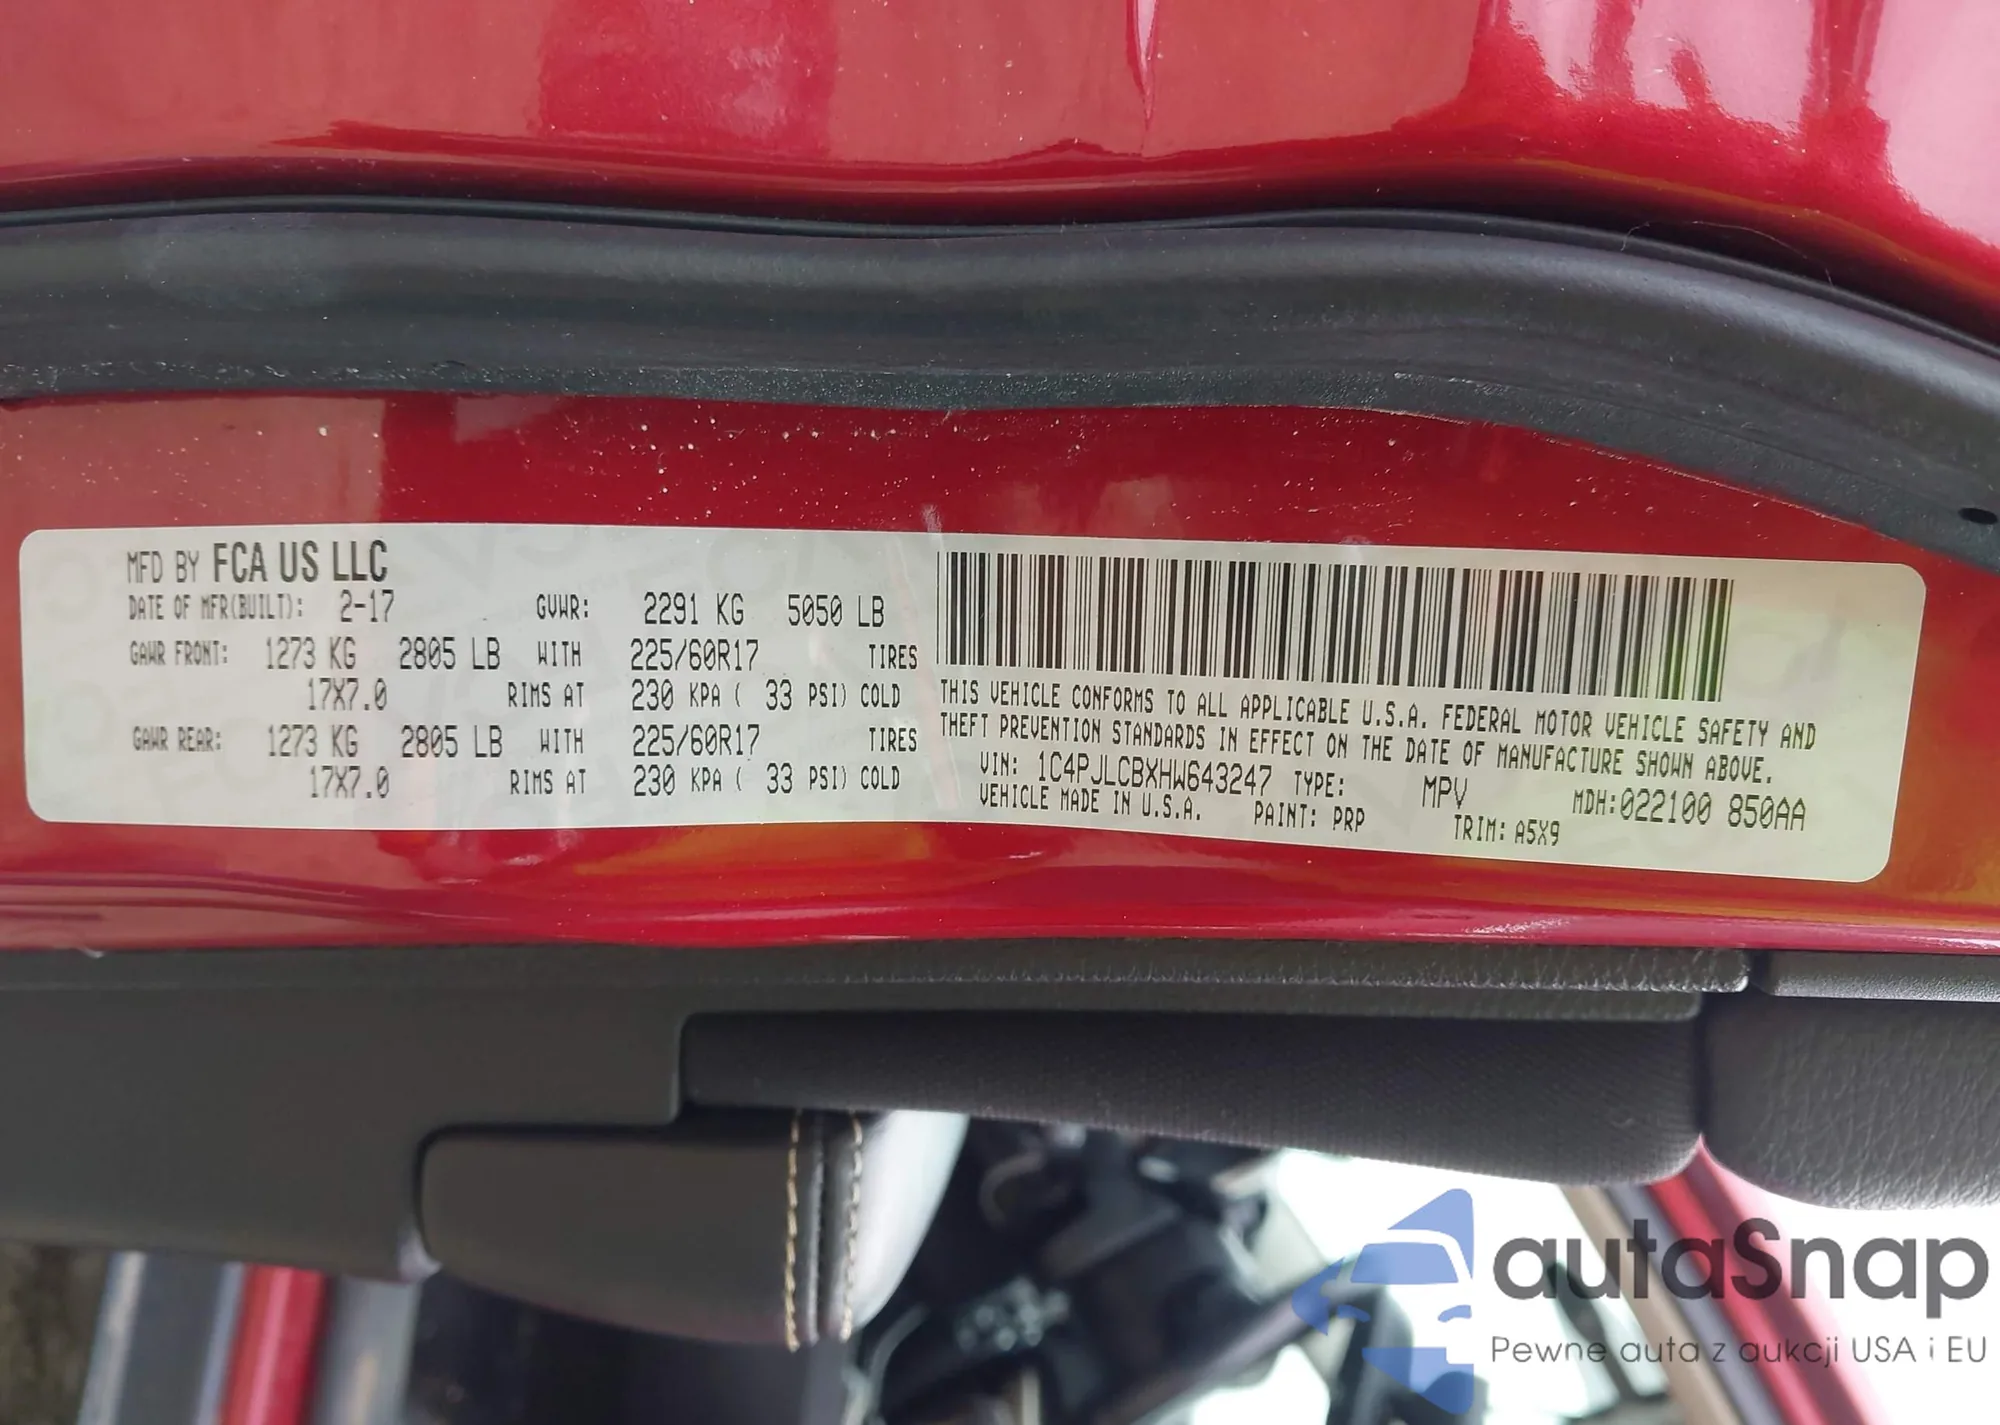 MFD BY FCA US LLC
DATE OF MFR(BUILT): 2-17 GVWR: 2291 KG 5050 LB
GAWR FRONT: 1273 KG 2805 LB WITH 225/60R17 TIRES
17X7.0 RIMS AT 230 KPA ( 33 PSI) COLD
GAWR REAR: 1273 KG 2805 LB WITH 225/60R17 TIRES
17X7.0 RIMS AT 230 KPA ( 33 PSI) COLD
THIS VEHICLE CONFORMS TO ALL APPLICABLE U.S.A. FEDERAL MOTOR VEHICLE SAFETY AND
THEFT PREVENTION STANDARDS IN EFFECT ON THE DATE OF MANUFACTURE SHOWN ABOVE.
VIN: 1C4PJLCBXHW643247 TYPE: MPV MDH:022100 850AA
VEHICLE MADE IN U.S.A. PAINT: PRP TRIM: A5X9
autaSnap
Pewne auta z aukcji USA i EU